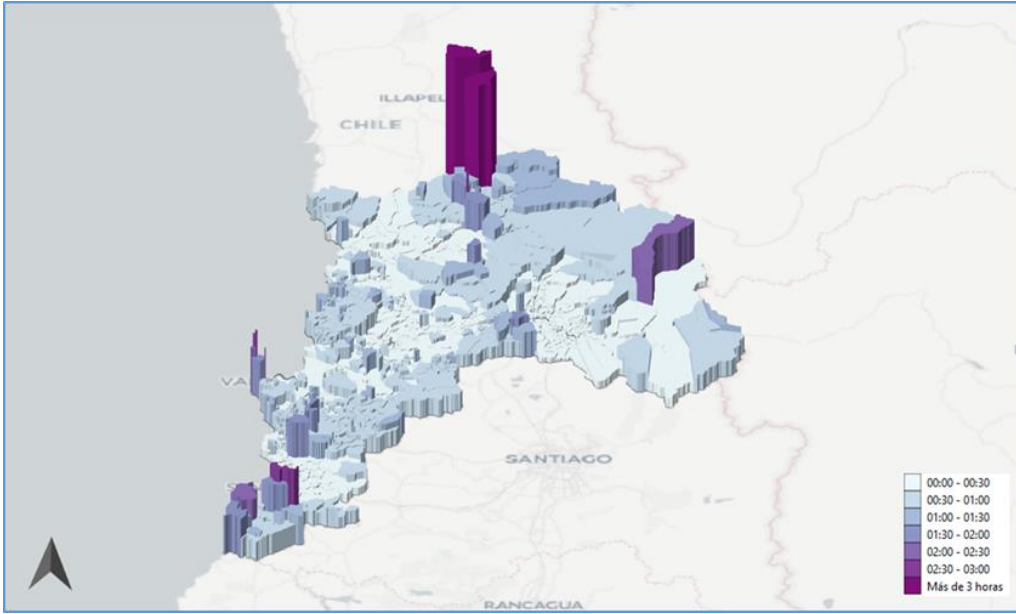 ILLAPEL
CHILE
VA
SANTIAGO
RANCAGUA
00:00 - 00:30
00:30 - 01:00
01:00 - 01:30
01:30 - 02:00
02:00 - 02:30
02:30 - 03:00
Más de 3 horas